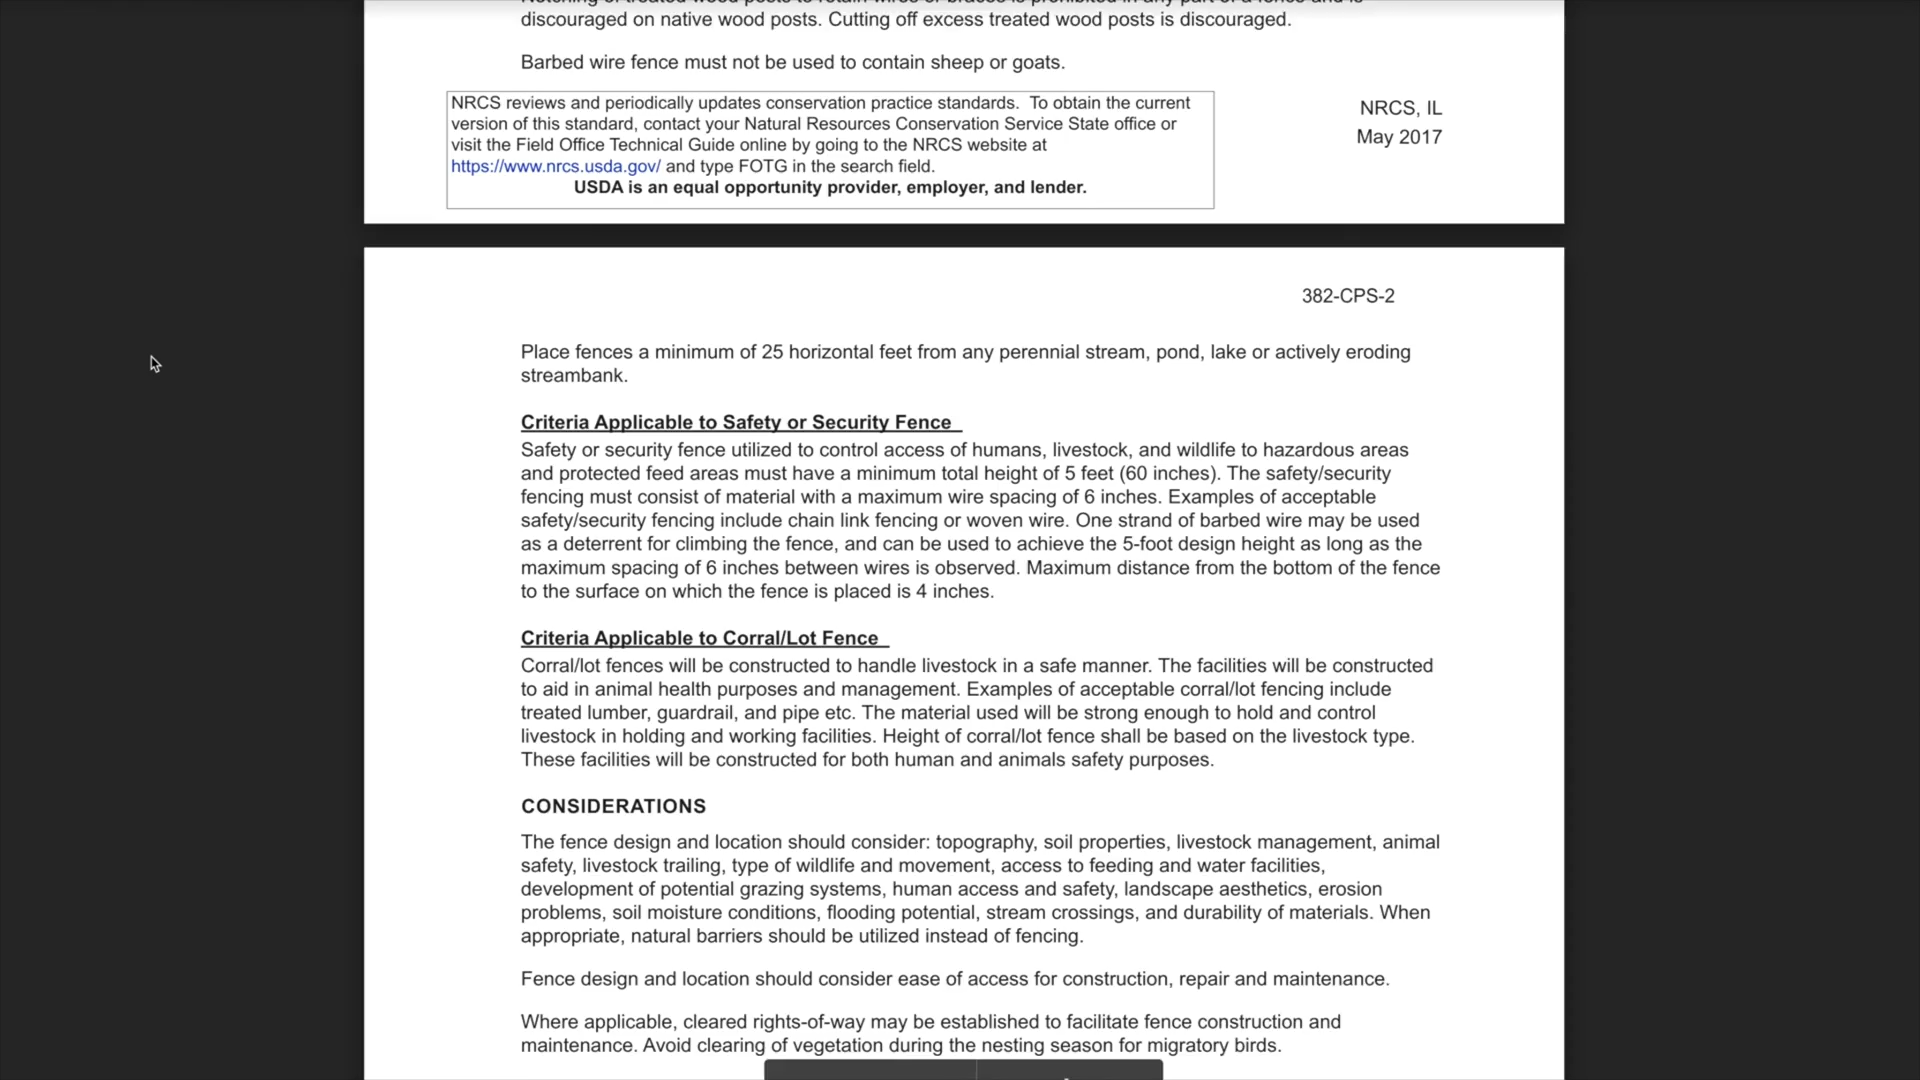 discouraged on native wood posts. Cutting off excess treated wood posts is discouraged.
Barbed wire fence must not be used to contain sheep or goats.
NRCS reviews and periodically updates conservation practice standards.  To obtain the current
version of this standard, contact your Natural Resources Conservation Service State office or
visit the Field Office Technical Guide online by going to the NRCS website at
https://www.nrcs.usda.gov/ and type FOTG in the search field.
USDA is an equal opportunity provider, employer, and lender.
NRCS, IL
May 2017
382-CPS-2
Place fences a minimum of 25 horizontal feet from any perennial stream, pond, lake or actively eroding
streambank.
Criteria Applicable to Safety or Security Fence
Safety or security fence utilized to control access of humans, livestock, and wildlife to hazardous areas
and protected feed areas must have a minimum total height of 5 feet (60 inches). The safety/security
fencing must consist of material with a maximum wire spacing of 6 inches. Examples of acceptable
safety/security fencing include chain link fencing or woven wire. One strand of barbed wire may be used
as a deterrent for climbing the fence, and can be used to achieve the 5-foot design height as long as the
maximum spacing of 6 inches between wires is observed. Maximum distance from the bottom of the fence
to the surface on which the fence is placed is 4 inches.
Criteria Applicable to Corral/Lot Fence
Corral/lot fences will be constructed to handle livestock in a safe manner. The facilities will be constructed
to aid in animal health purposes and management. Examples of acceptable corral/lot fencing include
treated lumber, guardrail, and pipe etc. The material used will be strong enough to hold and control
livestock in holding and working facilities. Height of corral/lot fence shall be based on the livestock type.
These facilities will be constructed for both human and animals safety purposes.
CONSIDERATIONS
The fence design and location should consider: topography, soil properties, livestock management, animal
safety, livestock trailing, type of wildlife and movement, access to feeding and water facilities,
development of potential grazing systems, human access and safety, landscape aesthetics, erosion
problems, soil moisture conditions, flooding potential, stream crossings, and durability of materials. When
appropriate, natural barriers should be utilized instead of fencing.
Fence design and location should consider ease of access for construction, repair and maintenance.
Where applicable, cleared rights-of-way may be established to facilitate fence construction and
maintenance. Avoid clearing of vegetation during the nesting season for migratory birds.